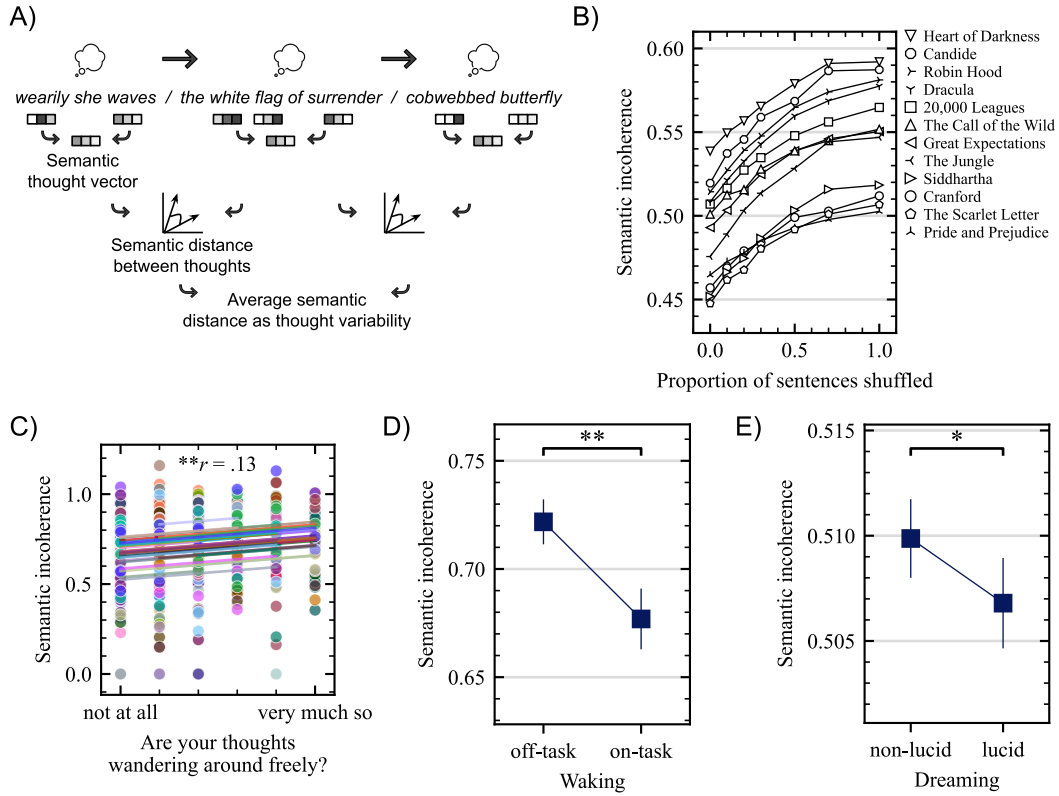 A)
wearily she waves / the white flag of surrender / cobwebbed butterfly
Semantic
thought vector
Semantic distance
between thoughts
Average semantic
distance as thought variability
B)
Semantic incoherence
0.60
0.55
0.50
0.45
0.0
0.5
1.0
Proportion of sentences shuffled
Heart of Darkness
Candide
Robin Hood
Dracula
20,000 Leagues
The Call of the Wild
Great Expectations
The Jungle
Siddhartha
Cranford
The Scarlet Letter
Pride and Prejudice
C)
**r = .13
Semantic incoherence
1.0
0.5
0.0
not at all
very much so
Are your thoughts
wandering around freely?
D)
**
Semantic incoherence
0.75
0.70
0.65
off-task
on-task
Waking
E)
*
Semantic incoherence
0.515
0.510
0.505
non-lucid
lucid
Dreaming